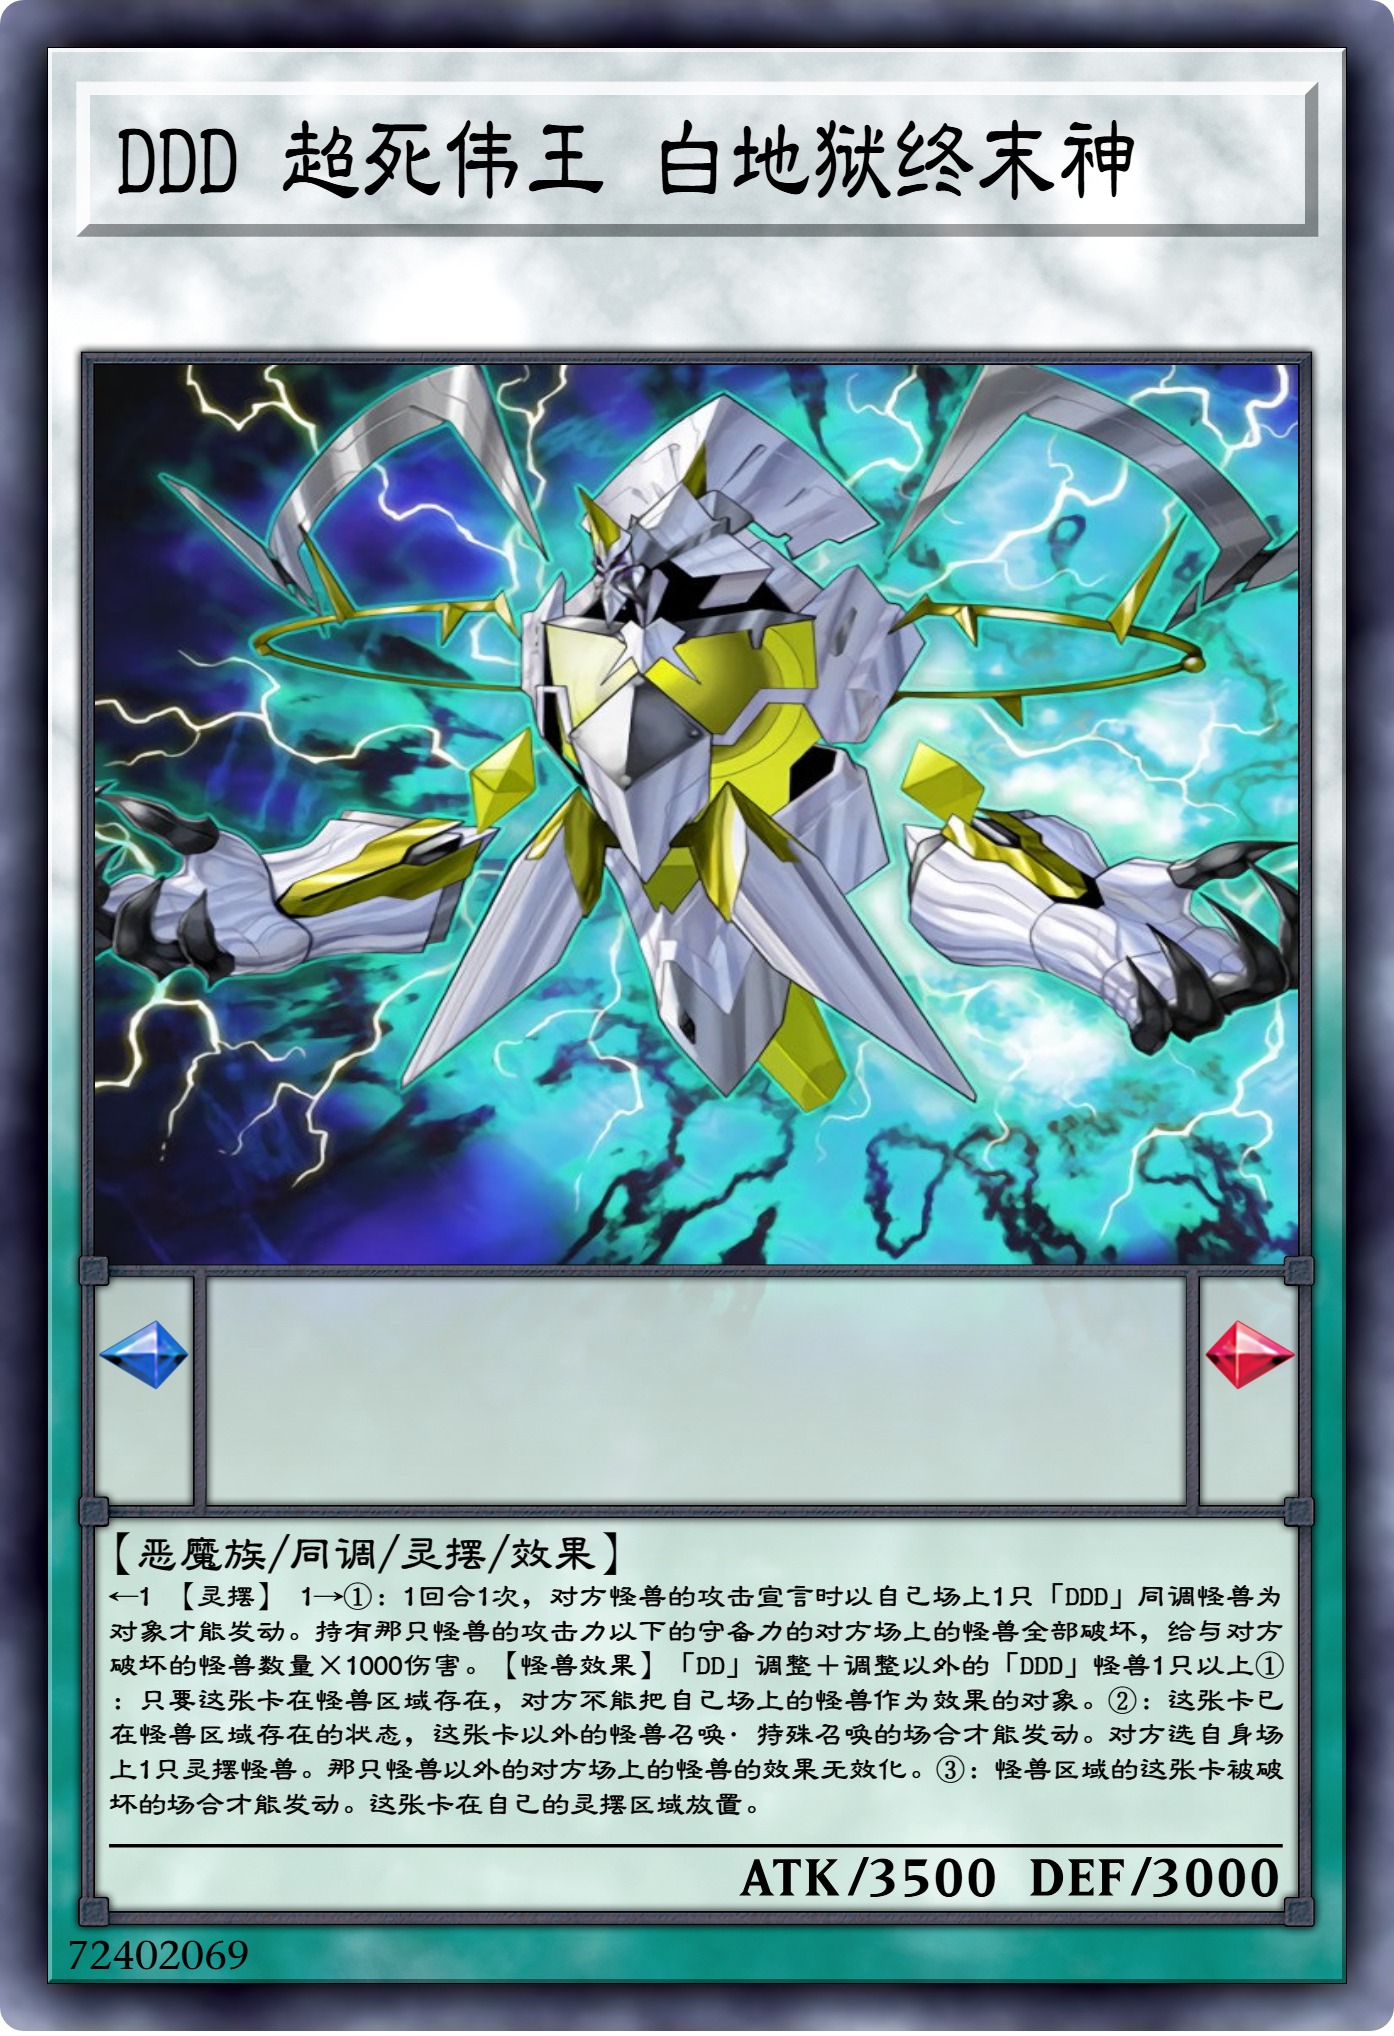 DDD 超死伟王 白地狱终末神
【恶魔族/同调/灵摆/效果】
←1 【灵摆】 1→①：1回合1次，对方怪兽的攻击宣言时以自己场上1只「DDD」同调怪兽为
对象才能发动。持有那只怪兽的攻击力以下的守备力的对方场上的怪兽全部破坏，给与对方
破坏的怪兽数量×1000伤害。【怪兽效果】「DD」调整＋调整以外的「DDD」怪兽1只以上①
：只要这张卡在怪兽区域存在，对方不能把自己场上的怪兽作为效果的对象。②：这张卡已
在怪兽区域存在的状态，这张卡以外的怪兽召唤·特殊召唤的场合才能发动。对方选自身场
上1只灵摆怪兽。那只怪兽以外的对方场上的怪兽的效果无效化。③：怪兽区域的这张卡被破
坏的场合才能发动。这张卡在自己的灵摆区域放置。
ATK/3500 DEF/3000
72402069